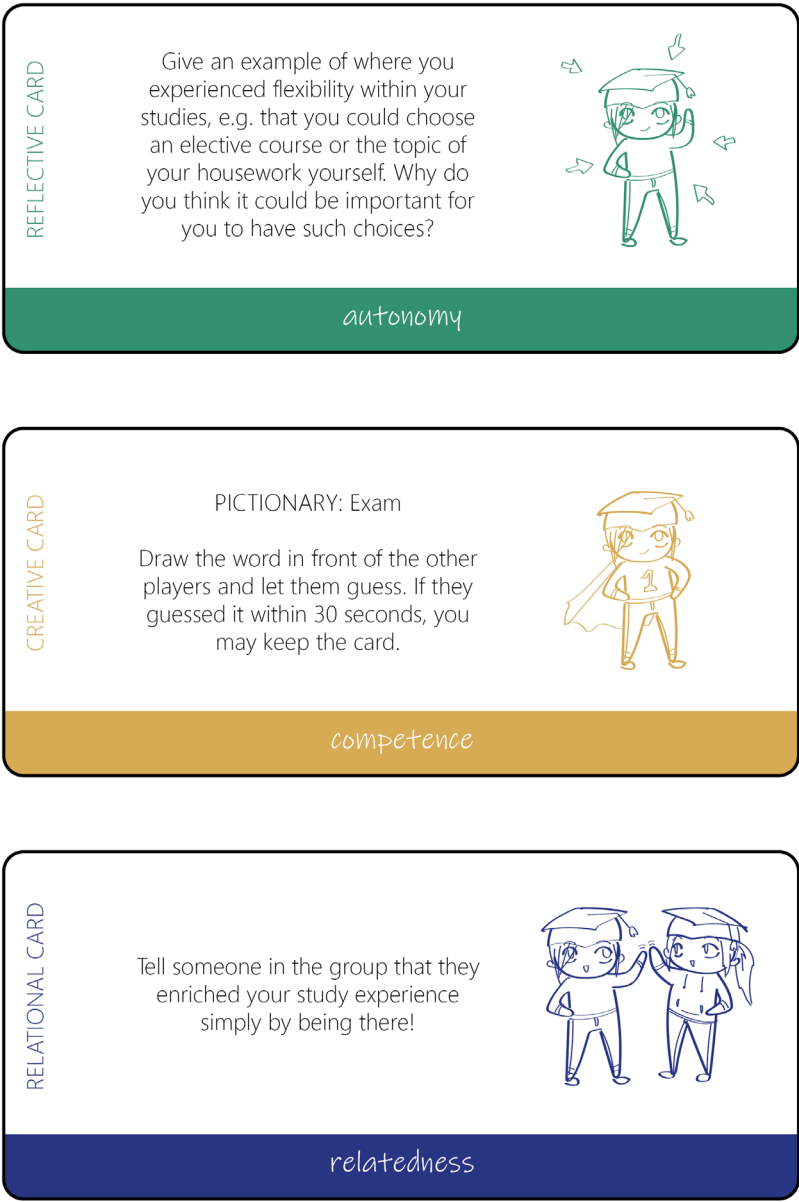 REFLECTIVE CARD
Give an example of where you
experienced flexibility within your
studies, e.g. that you could choose
an elective course or the topic of
your housework yourself. Why do
you think it could be important for
you to have such choices?
autonomy
CREATIVE CARD
PICTIONARY: Exam
Draw the word in front of the other
players and let them guess. If they
guessed it within 30 seconds, you
may keep the card.
1
competence
RELATIONAL CARD
Tell someone in the group that they
enriched your study experience
simply by being there!
relatedness